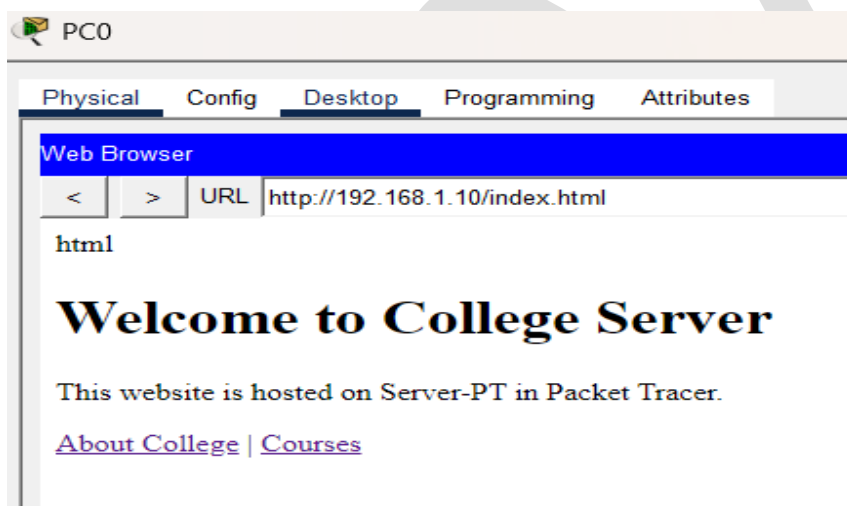 PC0
Physical Config Desktop Programming Attributes
Web Browser
< > URL http://192.168.1.10/index.html
html
Welcome to College Server
This website is hosted on Server-PT in Packet Tracer.
About College | Courses